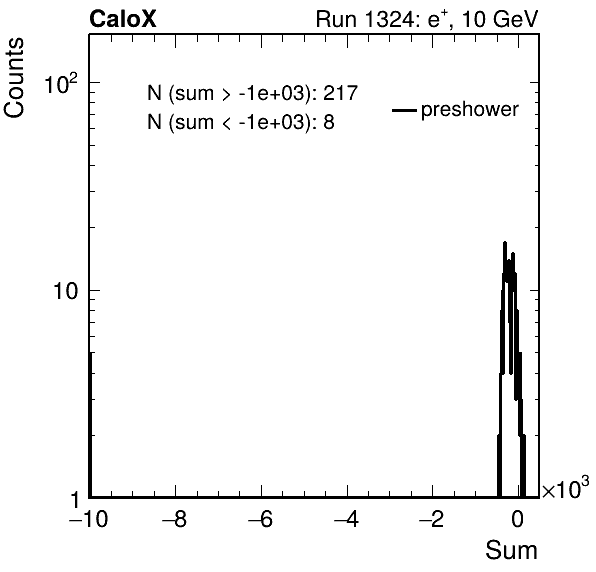 CaloX Run 1324: e⁺, 10 GeV
Counts
10²
N (sum > -1e+03): 217
preshower
N (sum < -1e+03): 8
10
1
×10³
−10 −8 −6 −4 −2 0
Sum